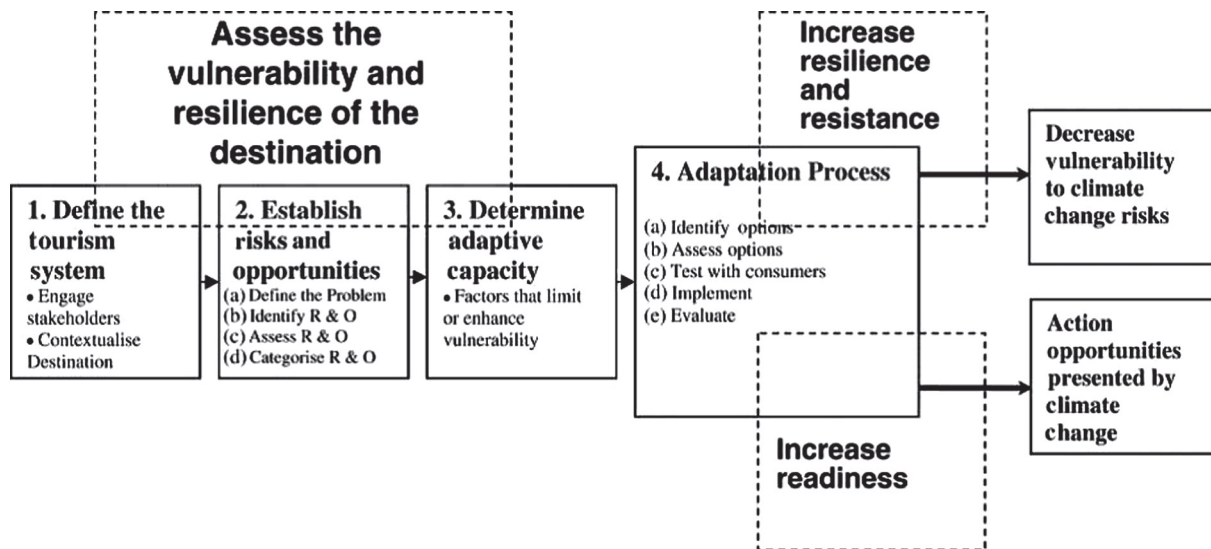 Assess the
vulnerability and
resilience of the
destination
Increase
resilience
and
resistance
1. Define the
tourism
system
• Engage
stakeholders
• Contextualise
Destination
2. Establish
risks and
opportunities
(a) Define the Problem
(b) Identify R & O
(c) Assess R & O
(d) Categorise R & O
3. Determine
adaptive
capacity
• Factors that limit
or enhance
vulnerability
4. Adaptation Process
(a) Identify options
(b) Assess options
(c) Test with consumers
(d) Implement
(e) Evaluate
Increase
readiness
Decrease
vulnerability
to climate
change risks
Action
opportunities
presented by
climate
change